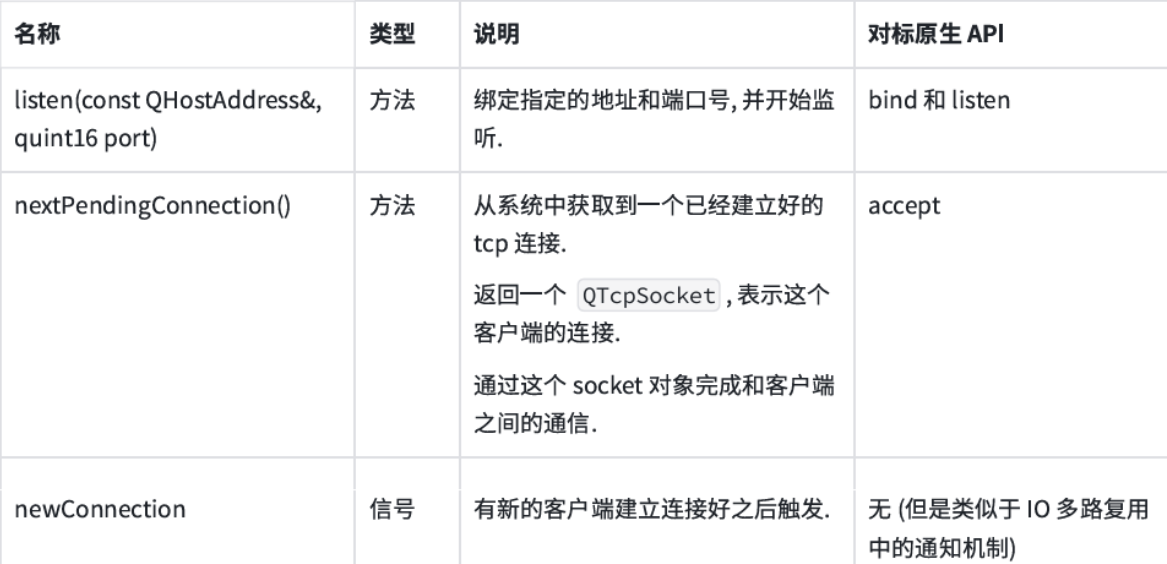 名称 类型 说明 对标原生 API
listen(const QHostAddress&,
quint16 port)
方法
绑定指定的地址和端口号, 并开始监
听.
bind 和 listen
nextPendingConnection()
方法
从系统中获取到一个已经建立好的
tcp 连接.
返回一个 QTcpSocket , 表示这个
客户端的连接.
通过这个 socket 对象完成和客户端
之间的通信.
accept
newConnection
信号
有新的客户端建立连接好之后触发.
无 (但是类似于 IO 多路复用
中的通知机制)